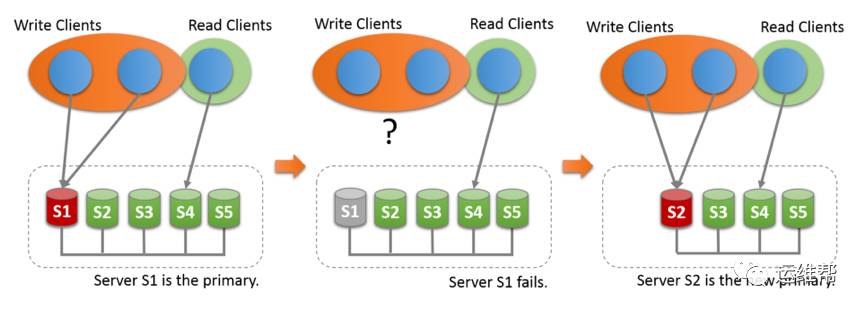 Write Clients
Read Clients
S1
S2
S3
S4
S5
Server S1 is the primary.
Write Clients
Read Clients
?
S1
S2
S3
S4
S5
Server S1 fails.
Write Clients
Read Clients
S2
S3
S4
S5
Server S2 is the new primary.
运维帮